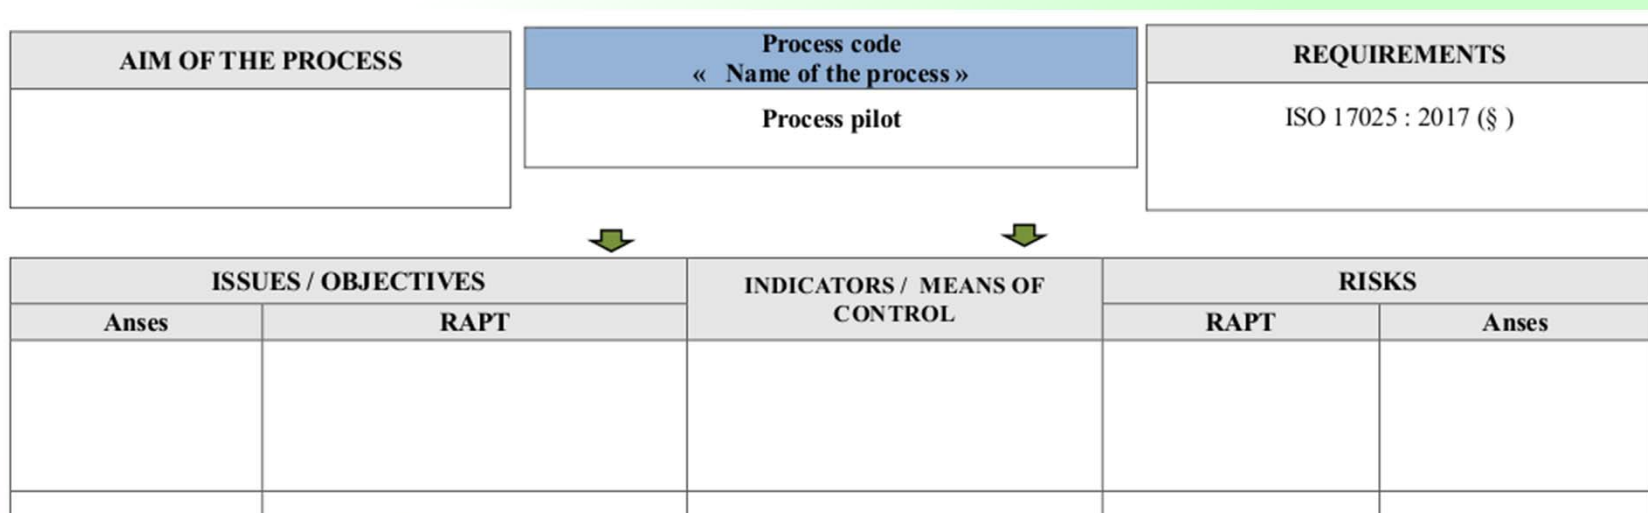 AIM OF THE PROCESS
Process code
«   Name of the process »
Process pilot
REQUIREMENTS
ISO 17025 : 2017 (§ )
ISSUES / OBJECTIVES
INDICATORS /  MEANS OF
CONTROL
RISKS
Anses
RAPT
RAPT
Anses